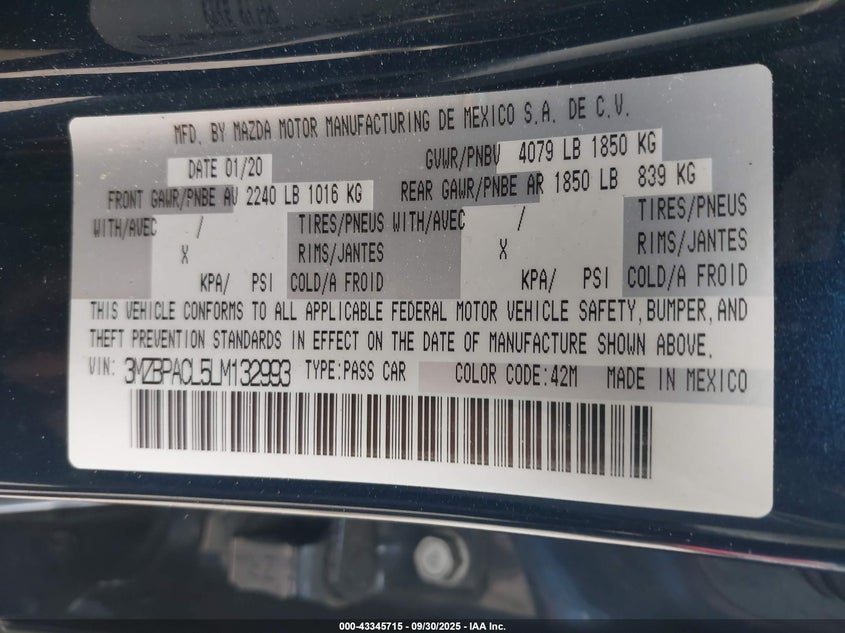 MFD. BY MAZDA MOTOR MANUFACTURING DE MEXICO S.A. DE C.V.
DATE 01/20 GVWR/PNBV 4079 LB 1850 KG
FRONT GAWR/PNBE AV 2240 LB 1016 KG REAR GAWR/PNBE AR 1850 LB 839 KG
WITH/AVEC / TIRES/PNEUS WITH/AVEC / TIRES/PNEUS
X RIMS/JANTES X RIMS/JANTES
KPA/ PSI COLD/A FROID KPA/ PSI COLD/A FROID
THIS VEHICLE CONFORMS TO ALL APPLICABLE FEDERAL MOTOR VEHICLE SAFETY, BUMPER, AND
THEFT PREVENTION STANDARDS IN EFFECT ON THE DATE OF MANUFACTURE SHOWN ABOVE.
VIN: 3MZBPACL5LM132993 TYPE:PASS CAR COLOR CODE:42M MADE IN MEXICO
000-43345715 - 09/30/2025 - IAA Inc.